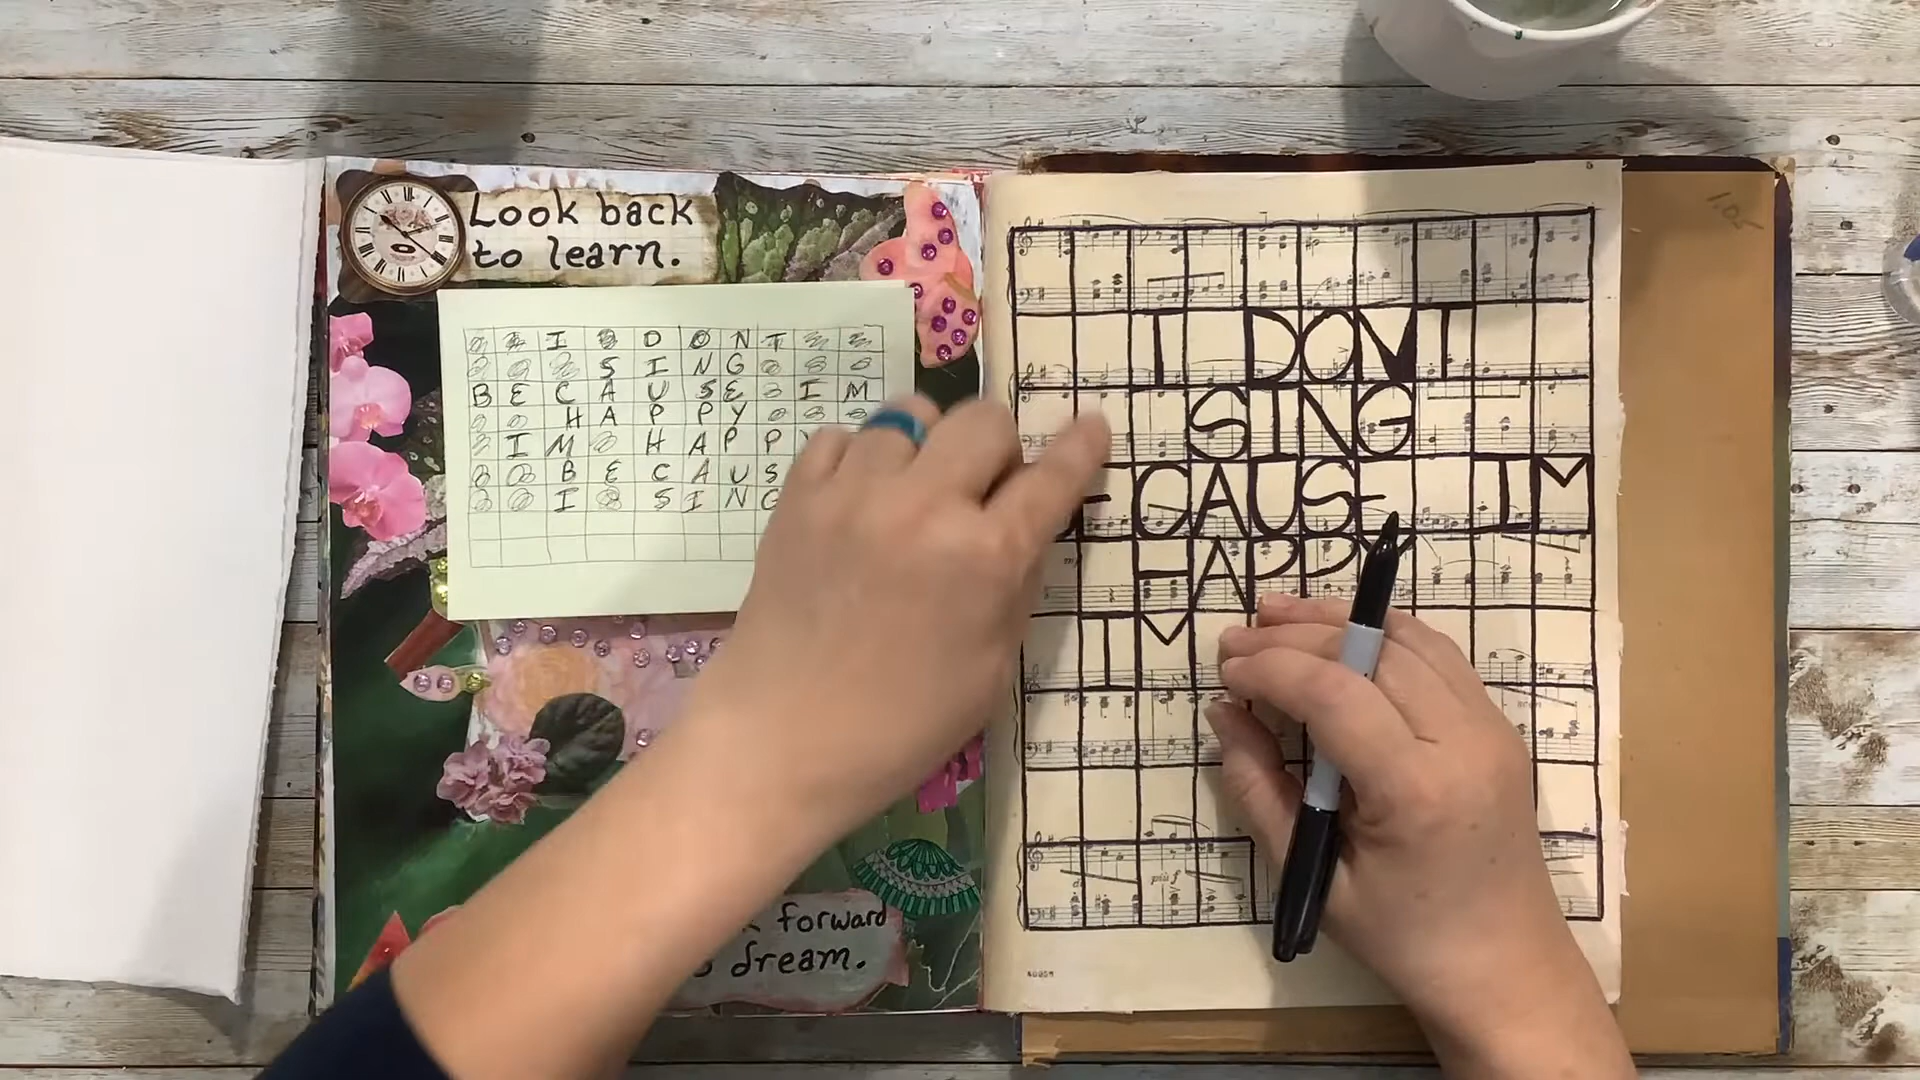 Look back
to learn.
I DONT
SING
BECAUSE IM
HAPPY
IM HAPP
BECAUS
I SING
forward
dream.
I DONT
SING
CAUSE IM
HAPPY
IM